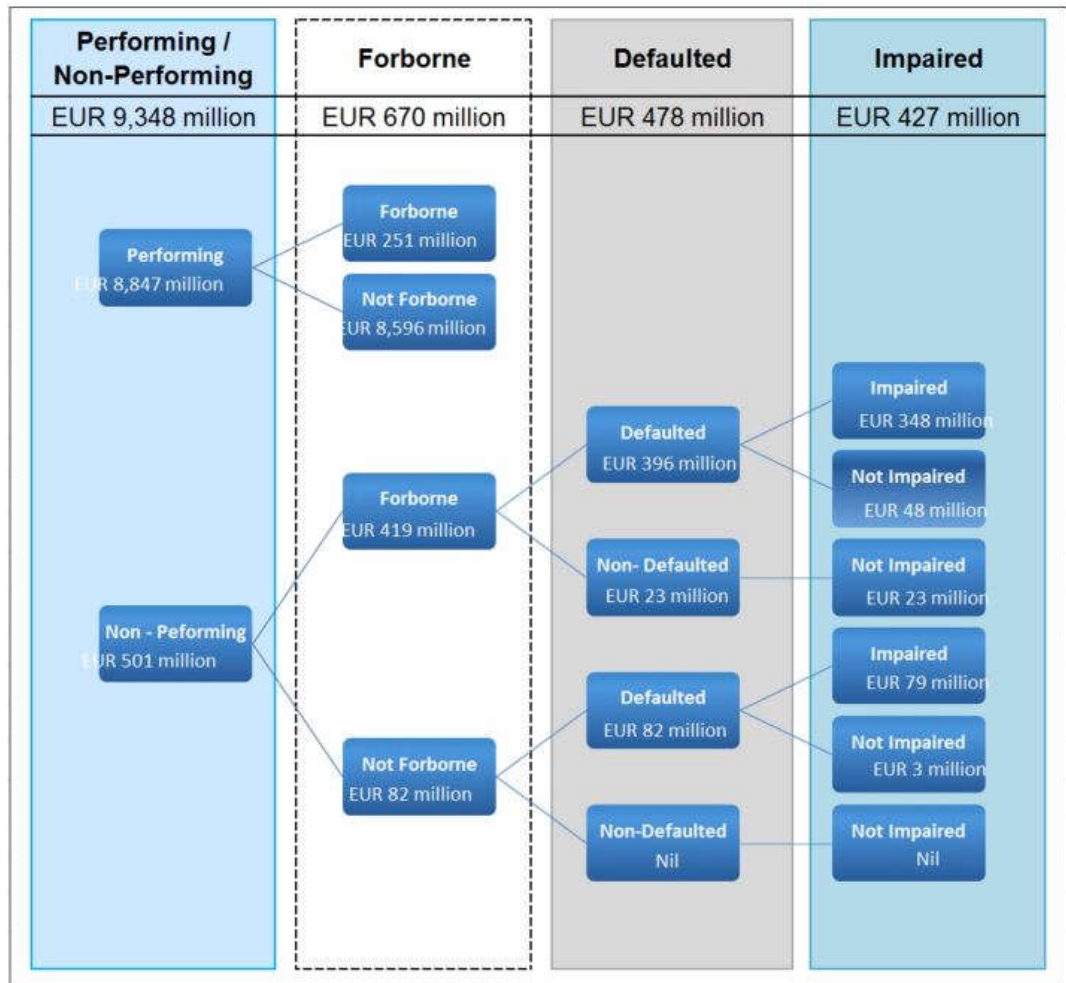 Performing /
Non-Performing
EUR 9,348 million
Forborne
EUR 670 million
Defaulted
EUR 478 million
Impaired
EUR 427 million
Performing
EUR 8,847 million
Forborne
EUR 251 million
Not Forborne
EUR 8,596 million
Non - Peforming
EUR 501 million
Forborne
EUR 419 million
Defaulted
EUR 396 million
Impaired
EUR 348 million
Not Impaired
EUR 48 million
Non- Defaulted
EUR 23 million
Not Impaired
EUR 23 million
Not Forborne
EUR 82 million
Defaulted
EUR 82 million
Impaired
EUR 79 million
Not Impaired
EUR 3 million
Non-Defaulted
Nil
Not Impaired
Nil